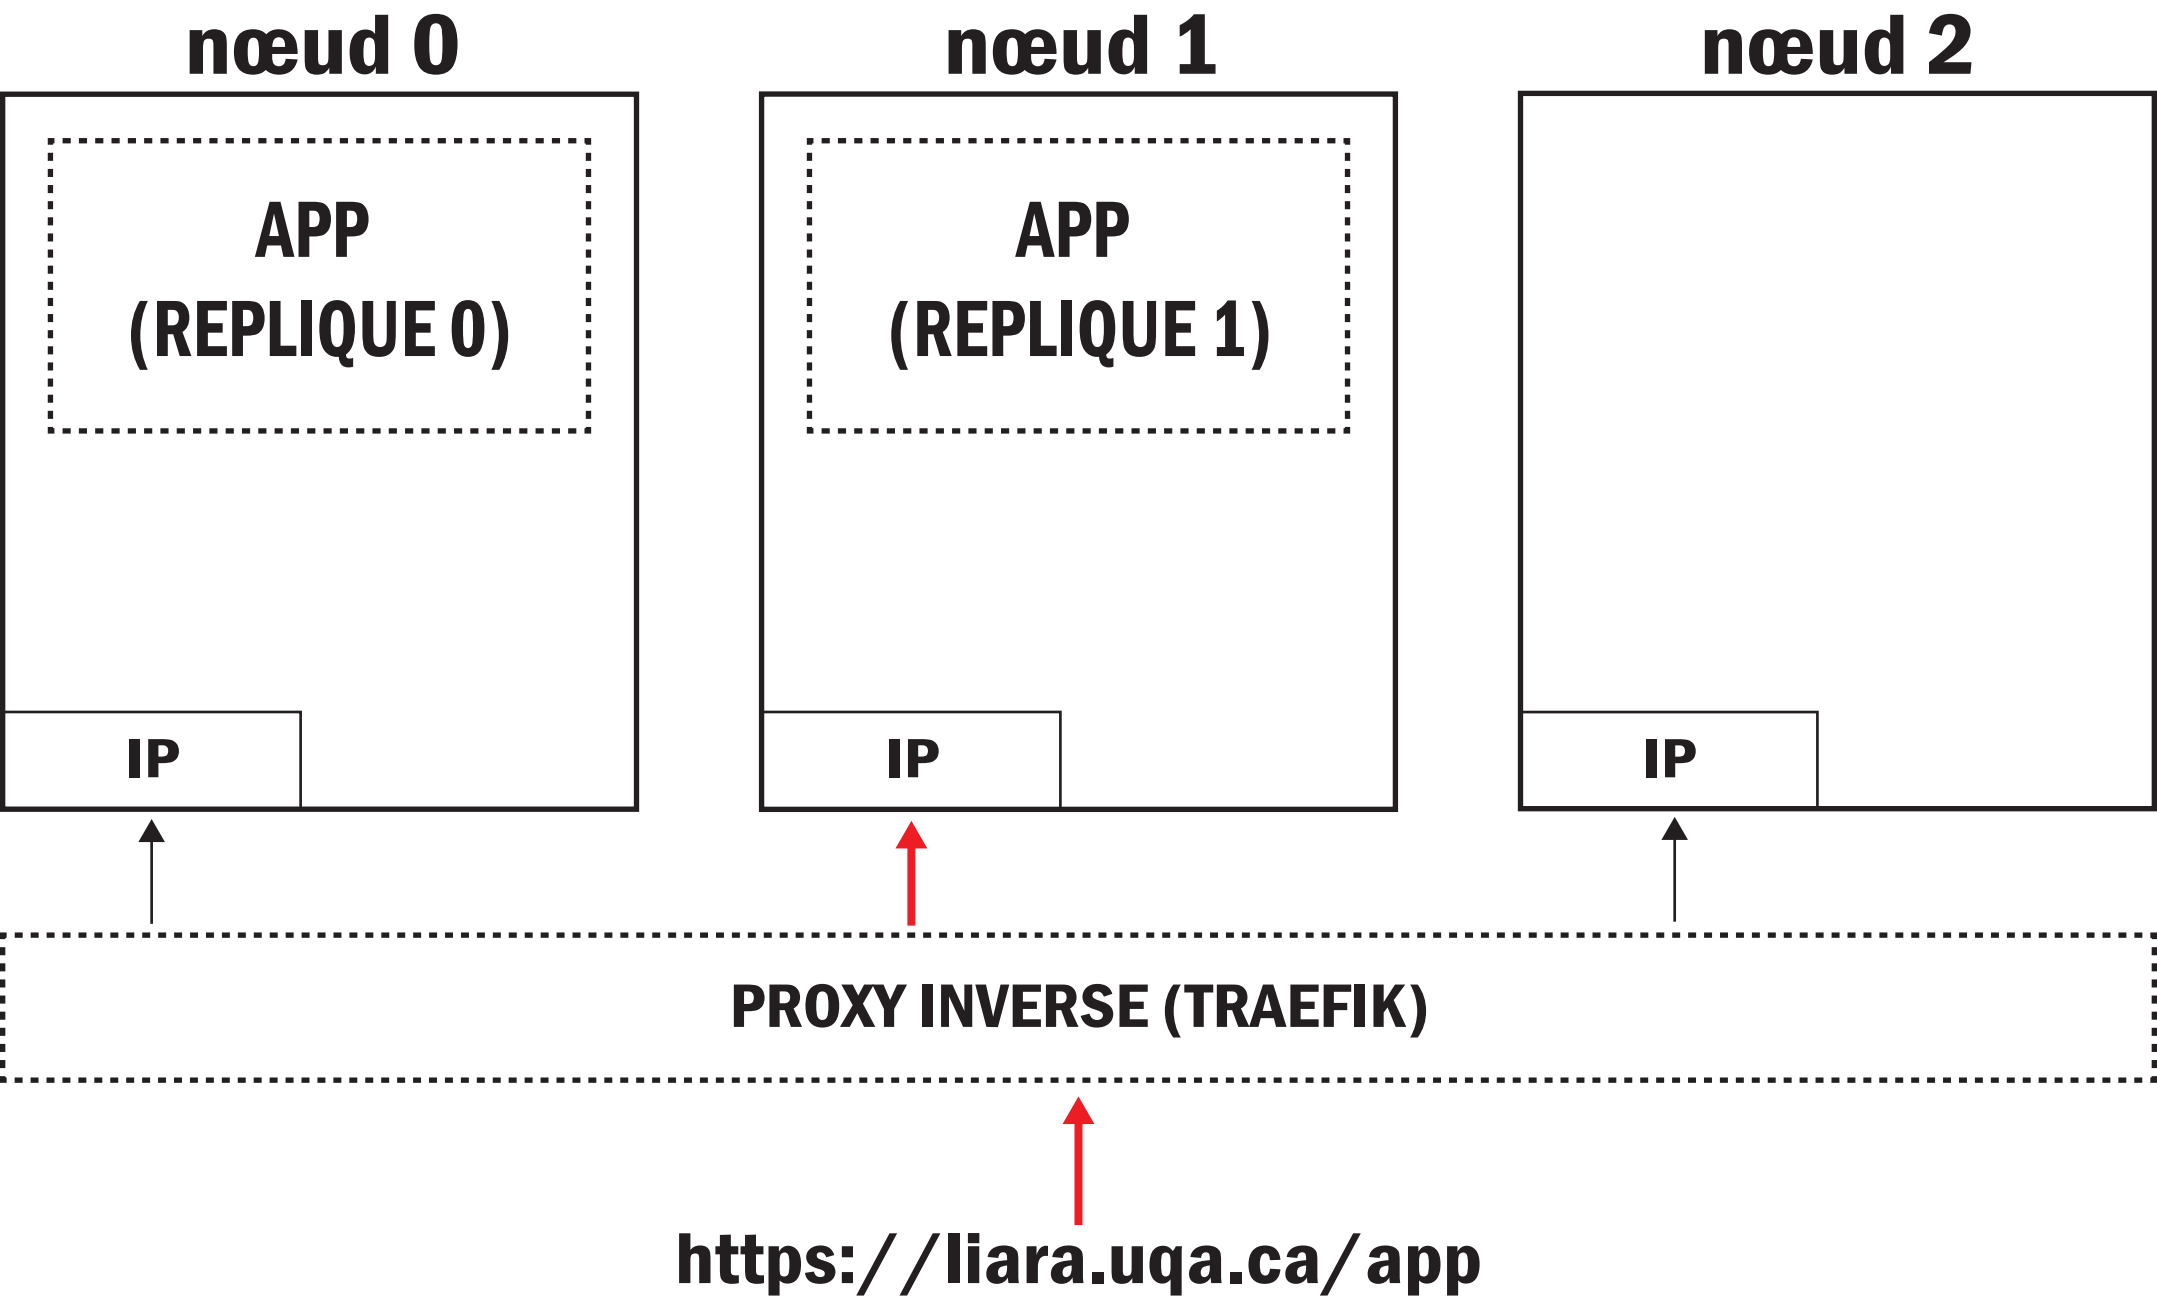 nœud 0
nœud 1
nœud 2
APP
(REPLIQUE 0)
APP
(REPLIQUE 1)
IP
IP
IP
PROXY INVERSE (TRAEFIK)
https://liara.uqa.ca/app